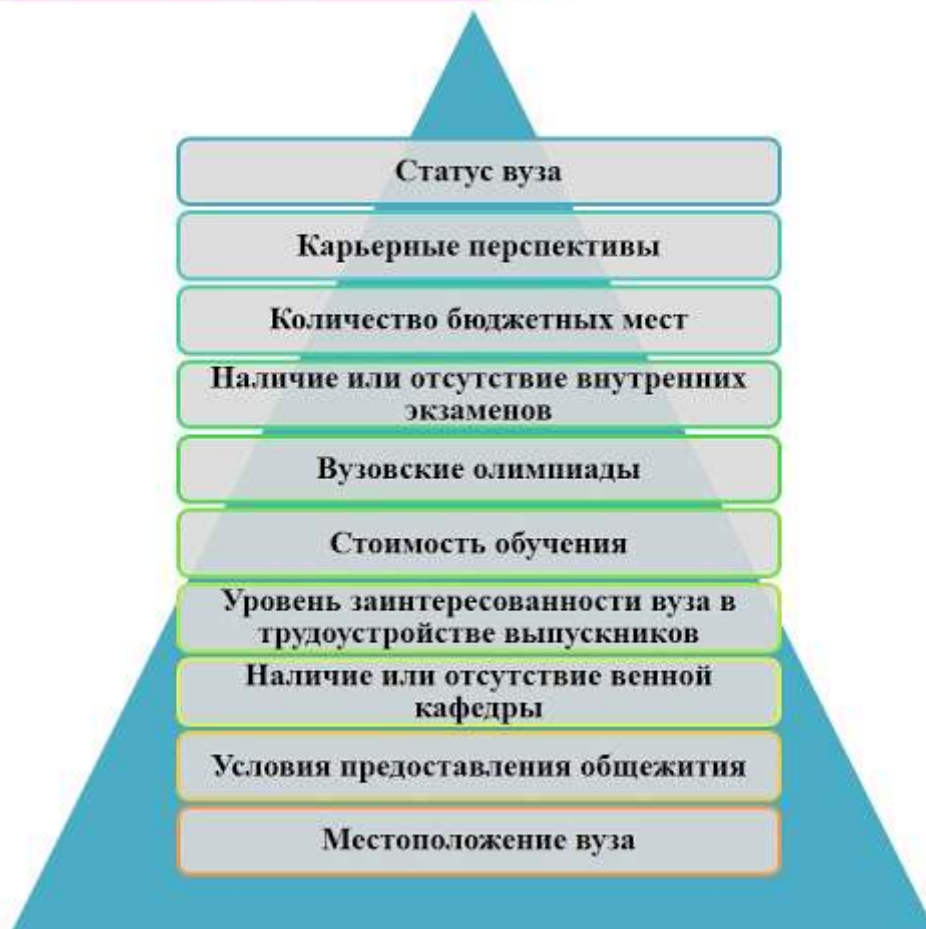 Статус вуза
Карьерные перспективы
Количество бюджетных мест
Наличие или отсутствие внутренних
экзаменов
Вузовские олимпиады
Стоимость обучения
Уровень заинтересованности вуза в
трудоустройстве выпускников
Наличие или отсутствие венной
кафедры
Условия предоставления общежития
Местоположение вуза